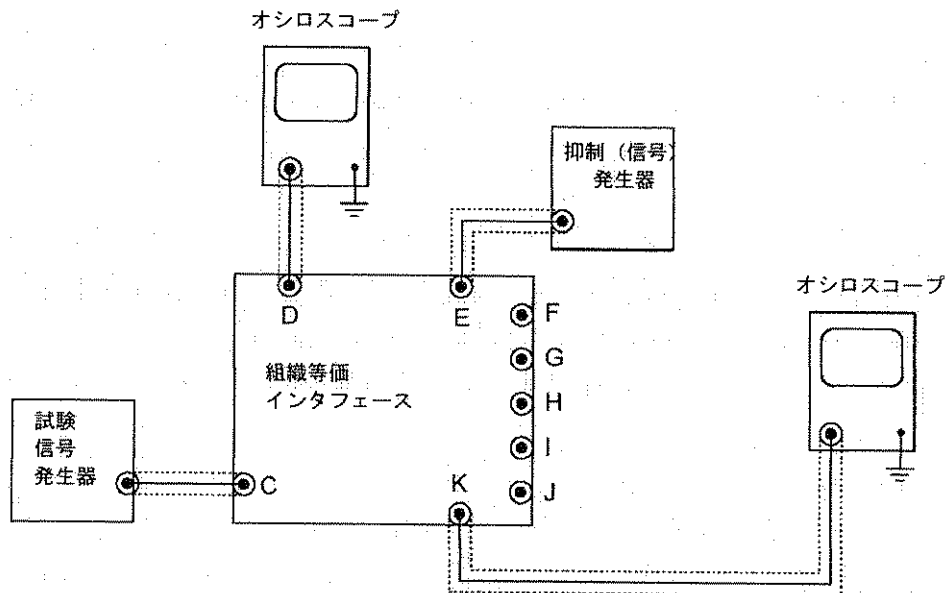 オシロスコープ
抑制（信号）
発生器
オシロスコープ
D
E
F
G
組織等価
インタフェース
H
試験
信号
発生器
I
C
K
J